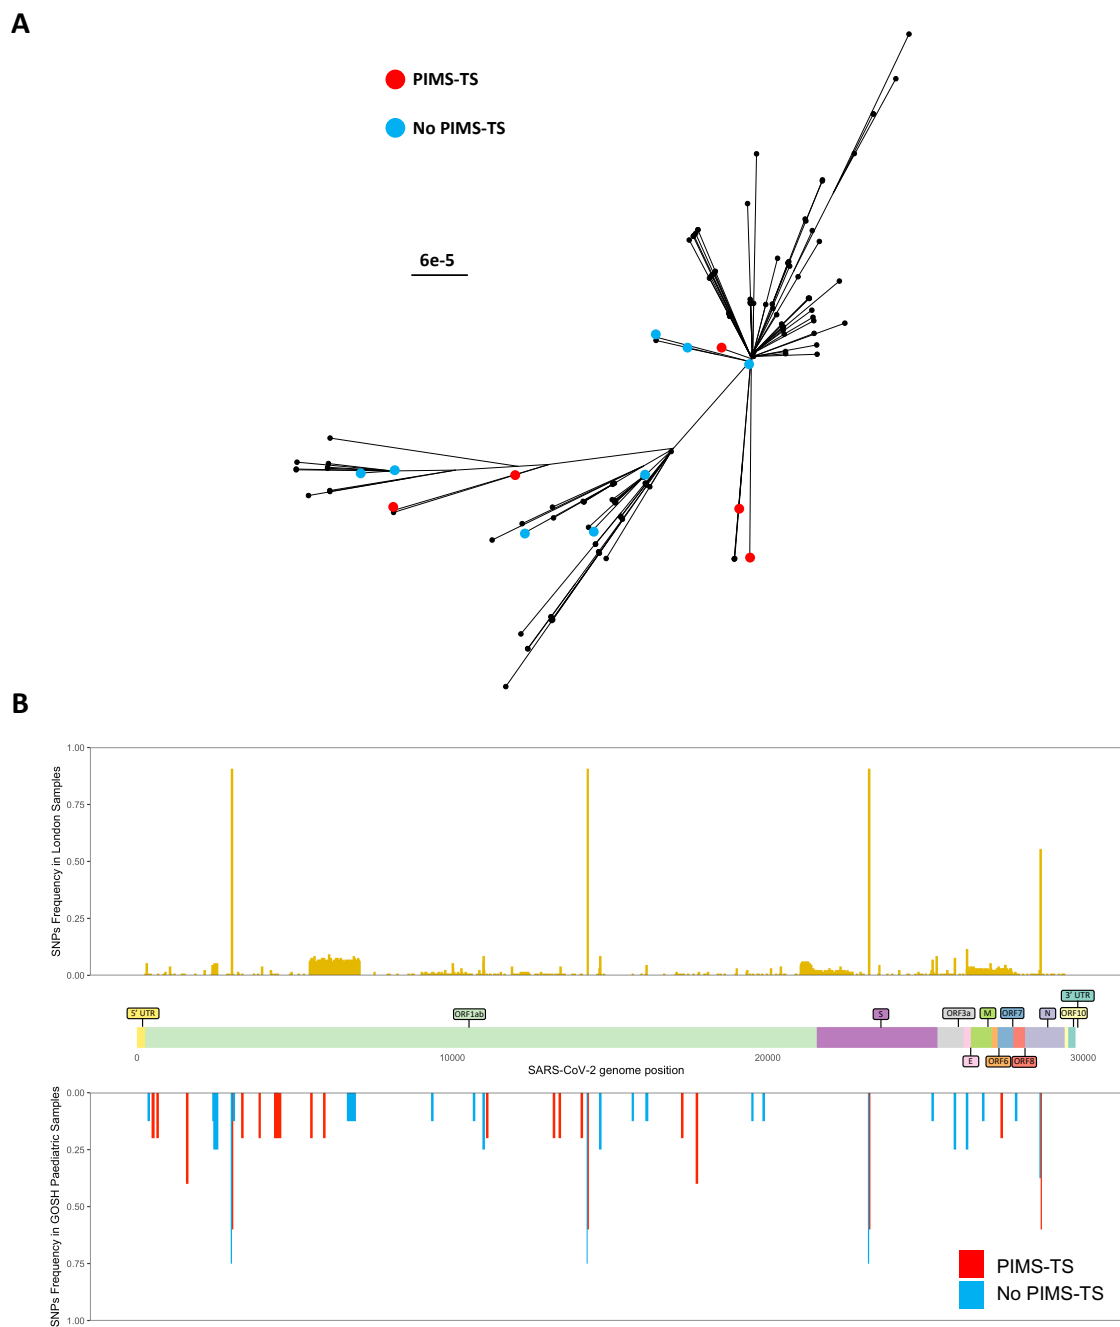 A
PIMS-TS
No PIMS-TS
6e-5
B
SNPs Frequency in London Samples
1.00
0.75
0.50
0.25
0.00
3' UTR
5' UTR
ORF1ab
S
ORF3a
M
ORF7
N
ORF10
E
ORF6
ORF8
0
10000
20000
30000
SARS-CoV-2 genome position
SNPs Frequency in GOSH Paediatric Samples
0.00
0.25
0.50
0.75
1.00
PIMS-TS
No PIMS-TS